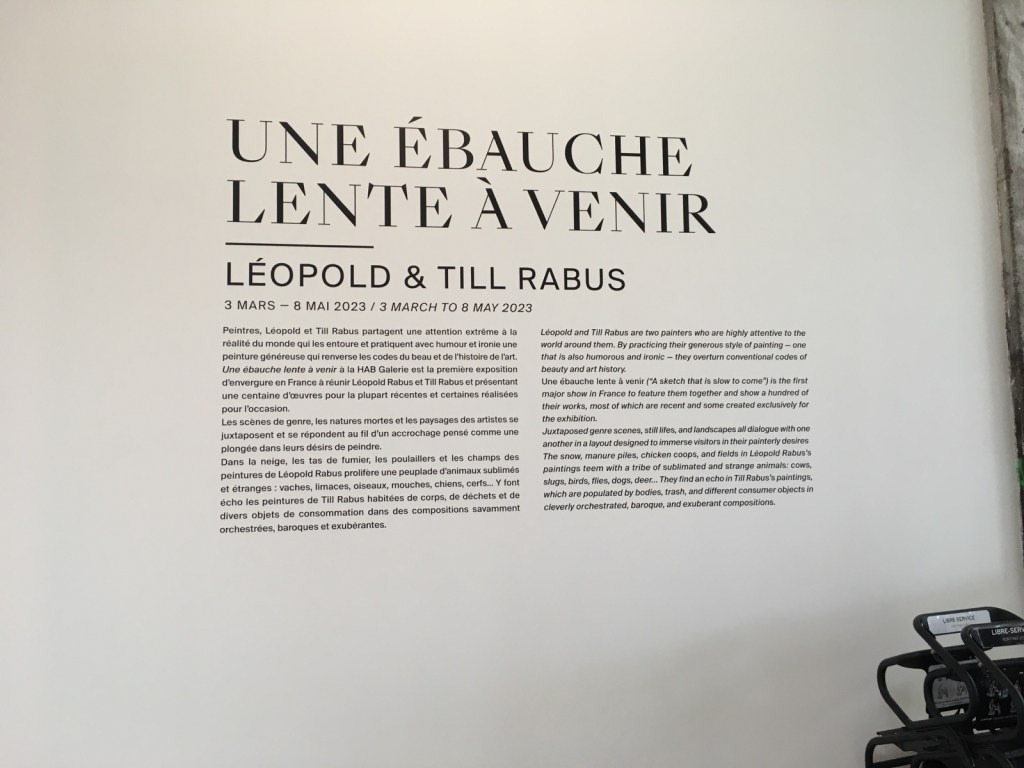 UNE ÉBAUCHE
LENTE À VENIR
LÉOPOLD & TILL RABUS
3 MARS – 8 MAI 2023 / 3 MARCH TO 8 MAY 2023
Peintres, Léopold et Till Rabus partagent une attention extrême à la
réalité du monde qui les entoure et pratiquent avec humour et ironie une
peinture généreuse qui renverse les codes du beau et de l'histoire de l'art.
Une ébauche lente à venir à la HAB Galerie est la première exposition
d'envergure en France à réunir Léopold Rabus et Till Rabus et présentant
une centaine d'œuvres pour la plupart récentes et certaines réalisées
pour l'occasion.
Les scènes de genre, les natures mortes et les paysages des artistes se
juxtaposent et se répondent au fil d'un accrochage pensé comme une
plongée dans leurs désirs de peindre.
Dans la neige, les tas de fumier, les poulaillers et les champs des
peintures de Léopold Rabus prolifère une peuplade d'animaux sublimés
et étranges : vaches, limaces, oiseaux, mouches, chiens, cerfs... Y font
écho les peintures de Till Rabus habitées de corps, de déchets et de
divers objets de consommation dans des compositions savamment
orchestrées, baroques et exubérantes.
Léopold and Till Rabus are two painters who are highly attentive to the
world around them. By practicing their generous style of painting – one
that is also humorous and ironic – they overturn conventional codes of
beauty and art history.
Une ébauche lente à venir ("A sketch that is slow to come") is the first
major show in France to feature them together and show a hundred of
their works, most of which are recent and some created exclusively for
the exhibition.
Juxtaposed genre scenes, still lifes, and landscapes all dialogue with one
another in a layout designed to immerse visitors in their painterly desires
The snow, manure piles, chicken coops, and fields in Léopold Rabus's
paintings teem with a tribe of sublimated and strange animals: cows,
slugs, birds, flies, dogs, deer... They find an echo in Till Rabus's paintings,
which are populated by bodies, trash, and different consumer objects in
cleverly orchestrated, baroque, and exuberant compositions.
LIBRE-SERVICE
LIBRE-SERV